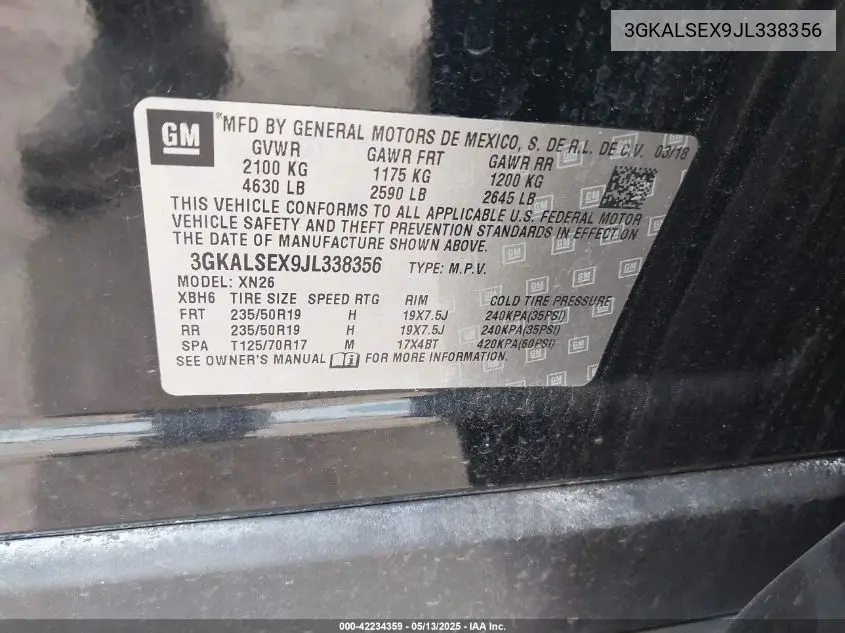 3GKALSEX9JL338356
GM
MFD BY GENERAL MOTORS DE MEXICO, S. DE R.L. DE C.V. 03/18
GVWR GAWR FRT GAWR RR
2100 KG 1175 KG 1200 KG
4630 LB 2590 LB 2645 LB
THIS VEHICLE CONFORMS TO ALL APPLICABLE U.S. FEDERAL MOTOR
VEHICLE SAFETY AND THEFT PREVENTION STANDARDS IN EFFECT ON
THE DATE OF MANUFACTURE SHOWN ABOVE.
3GKALSEX9JL338356 TYPE: M.P.V.
MODEL: XN26
XBH6 TIRE SIZE SPEED RTG RIM COLD TIRE PRESSURE
FRT 235/50R19 H 19X7.5J 240KPA(35PSI)
RR 235/50R19 H 19X7.5J 240KPA(35PSI)
SPA T125/70R17 M 17X4BT 420KPA(60PSI)
SEE OWNER'S MANUAL FOR MORE INFORMATION.
000-42234359 - 05/13/2025 - IAA Inc.